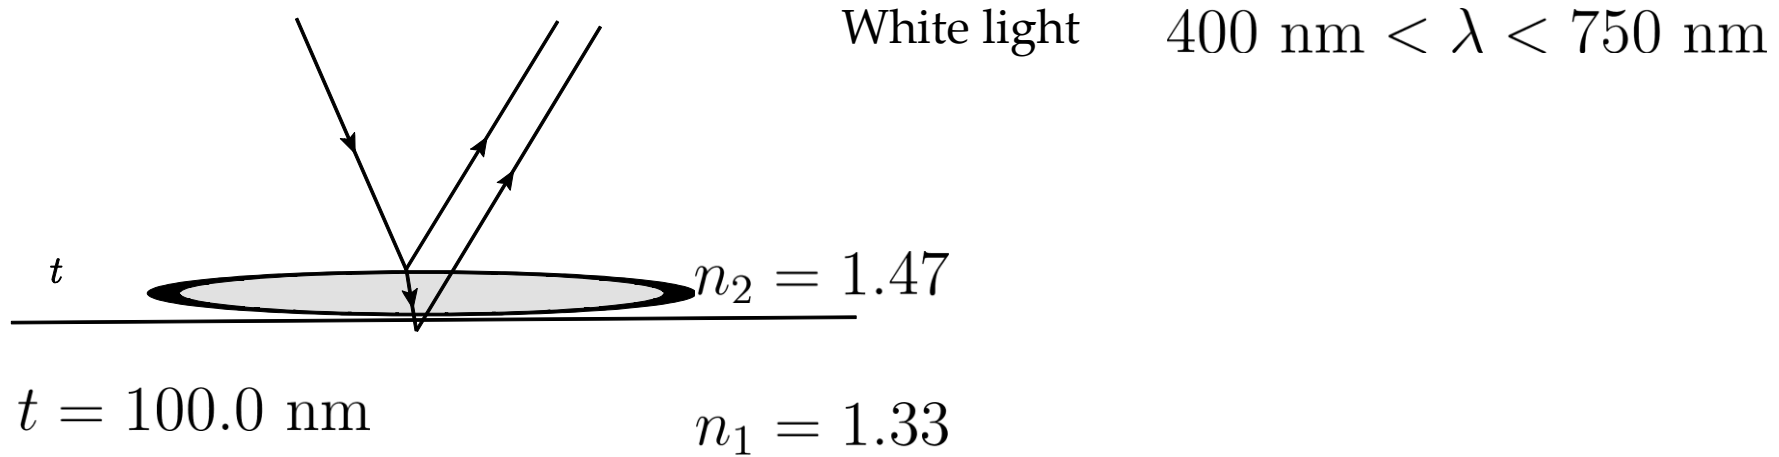 White light 400 nm < λ < 750 nm
t
n₂ = 1.47
t = 100.0 nm
n₁ = 1.33